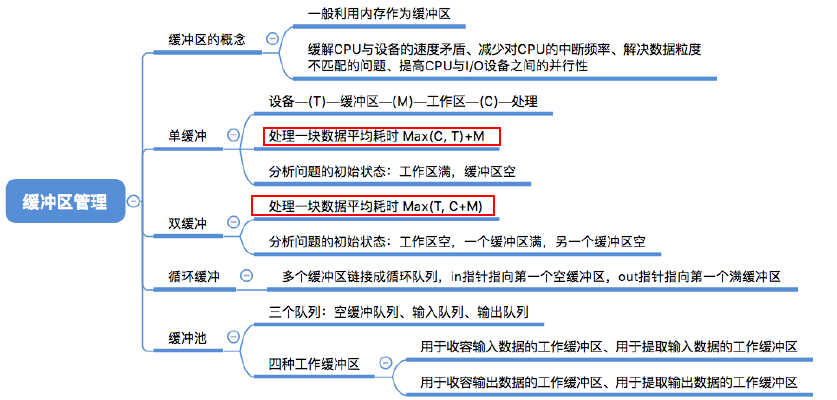 缓冲区管理
缓冲区的概念
一般利用内存作为缓冲区
缓解CPU与设备的速度矛盾、减少对CPU的中断频率、解决数据粒度
不匹配的问题、提高CPU与I/O设备之间的并行性
单缓冲
设备—(T)—缓冲区—(M)—工作区—(C)—处理
处理一块数据平均耗时 Max(C, T)+M
分析问题的初始状态：工作区满，缓冲区空
双缓冲
处理一块数据平均耗时 Max(T, C+M)
分析问题的初始状态：工作区空，一个缓冲区满，另一个缓冲区空
循环缓冲
多个缓冲区链接成循环队列，in指针指向第一个空缓冲区，out指针指向第一个满缓冲区
缓冲池
三个队列：空缓冲队列、输入队列、输出队列
四种工作缓冲区
用于收容输入数据的工作缓冲区、用于提取输入数据的工作缓冲区
用于收容输出数据的工作缓冲区、用于提取输出数据的工作缓冲区